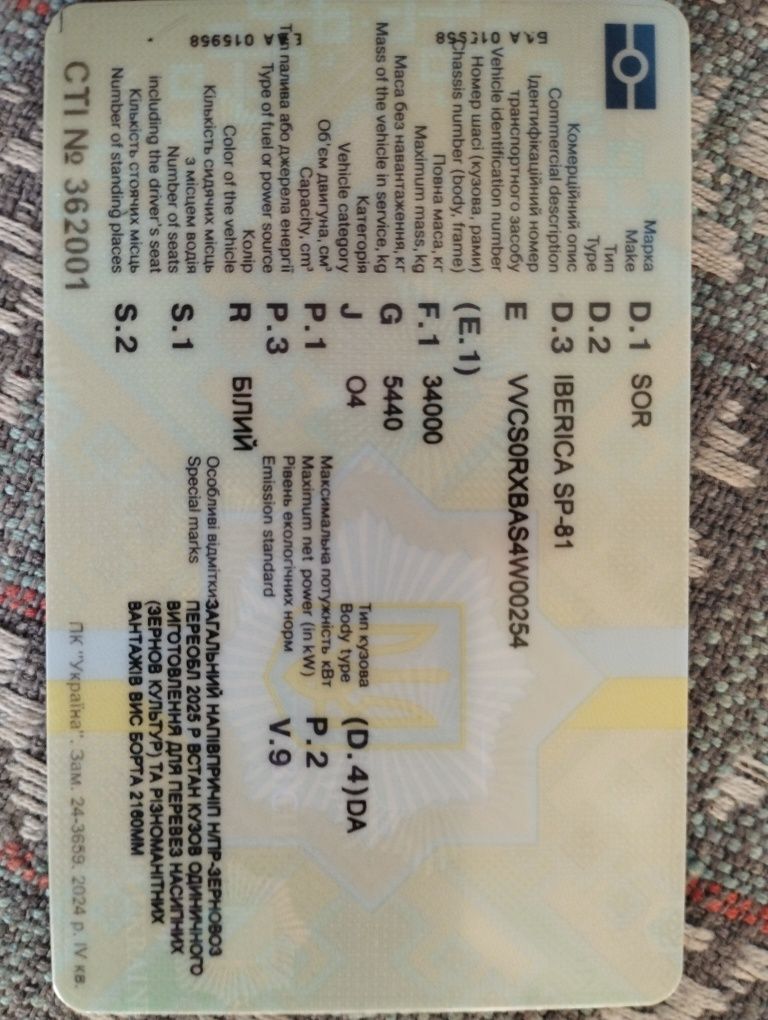 Марка
Make D.1 SOR
Тип
Type D.2
Комерційний опис
Commercial description D.3 IBERICA SP-81
Ідентифікаційний номер
транспортного засобу
Vehicle identification number E VVCS0RXBAS4W00254
Номер шасі (кузова, рами)
Chassis number (body, frame) (E.1)
Повна маса, кг
Maximum mass, kg F.1 34000
Маса без навантаження, кг
Mass of the vehicle in service, kg G 5440
Категорія
Vehicle category J O4
Тип кузова
Body type (D.4) DA
Об'єм двигуна, см³
Capacity, cm³ P.1
Максимальна потужність кВт
Maximum net power (in kW) P.2
Тип палива або джерела енергії
Type of fuel or power source P.3
Рівень екологічних норм
Emission standard V.9
Колір
Color of the vehicle R БІЛИЙ
Кількість сидячих місць
з місцем водія
Number of seats
including the driver's seat S.1
Кількість стоячих місць
Number of standing places S.2
Особливі відмітки
Special marks
ЗАГАЛЬНИЙ НАПІВПРИЧІП Н/ПР-ЗЕРНОВОЗ
ПЕРЕОБЛ 2025 Р ВСТАН КУЗОВ ОДИНИЧНОГО
ВИГОТОВЛЕННЯ ДЛЯ ПЕРЕВЕЗ НАСИПНИХ
(ЗЕРНОВ КУЛЬТУР) ТА РІЗНОМАНІТНИХ
ВАНТАЖІВ ВИС БОРТА 2160ММ
СТІ № 362001
ПК "Україна". Зам. 24-3659. 2024 р. IV кв.
015958